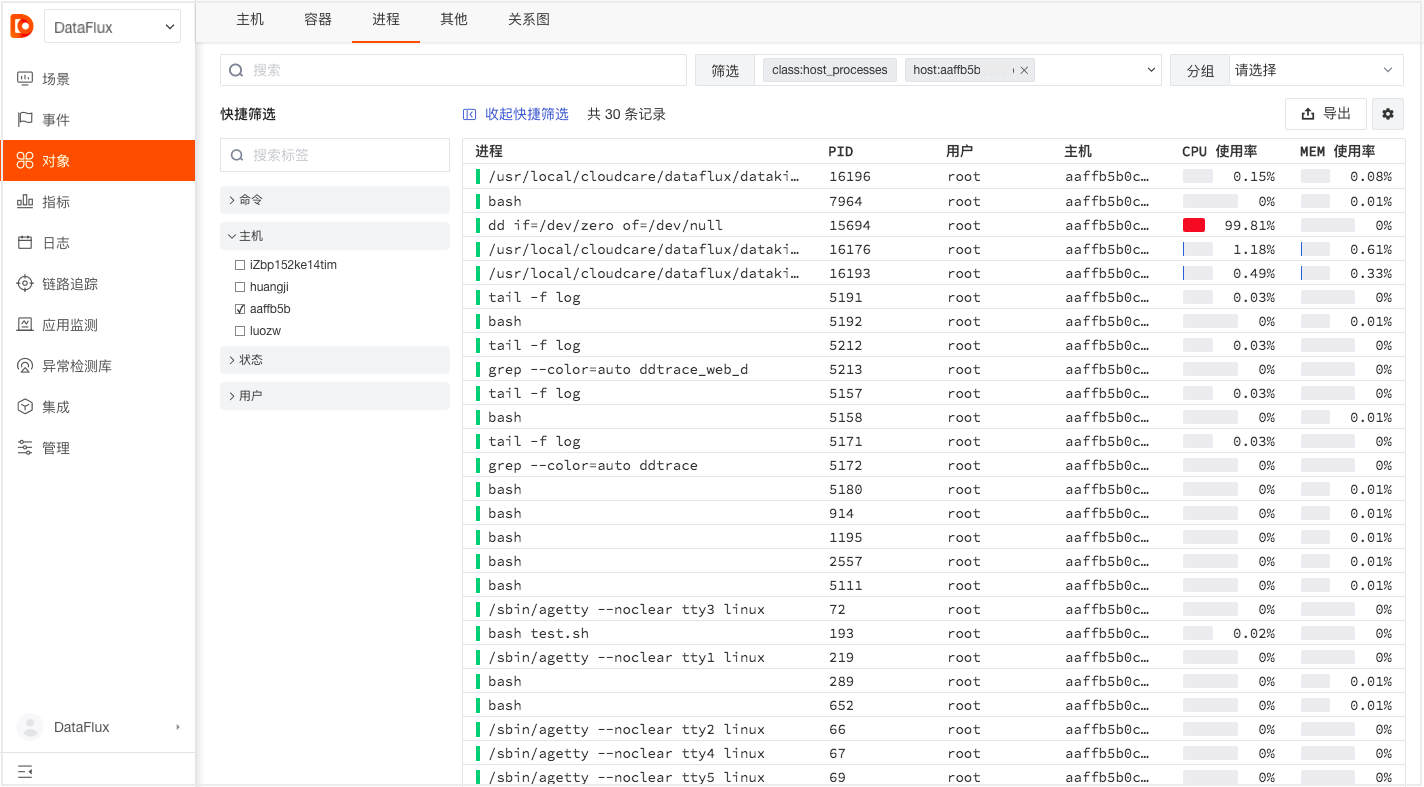 DataFlux
场景
事件
对象
指标
日志
链路追踪
应用监测
异常检测库
集成
管理
DataFlux
主机 容器 进程 其他 关系图
搜索 筛选 class:host_processes host:aaffb5b 分组 请选择
快捷筛选 收起快捷筛选 共 30 条记录 导出
搜索标签
命令
主机
iZbp152ke14tim
huangji
aaffb5b
luozw
状态
用户
进程 PID 用户 主机 CPU 使用率 MEM 使用率
/usr/local/cloudcare/dataflux/dataki… 16196 root aaffb5b0c… 0.15% 0.08%
bash 7964 root aaffb5b0c… 0% 0.01%
dd if=/dev/zero of=/dev/null 15694 root aaffb5b0c… 99.81% 0%
/usr/local/cloudcare/dataflux/dataki… 16176 root aaffb5b0c… 1.18% 0.61%
/usr/local/cloudcare/dataflux/dataki… 16193 root aaffb5b0c… 0.49% 0.33%
tail -f log 5191 root aaffb5b0c… 0.03% 0%
bash 5192 root aaffb5b0c… 0% 0.01%
tail -f log 5212 root aaffb5b0c… 0.03% 0%
grep --color=auto ddtrace_web_d 5213 root aaffb5b0c… 0% 0%
tail -f log 5157 root aaffb5b0c… 0.03% 0%
bash 5158 root aaffb5b0c… 0% 0.01%
tail -f log 5171 root aaffb5b0c… 0.03% 0%
grep --color=auto ddtrace 5172 root aaffb5b0c… 0% 0%
bash 5180 root aaffb5b0c… 0% 0.01%
bash 914 root aaffb5b0c… 0% 0.01%
bash 1195 root aaffb5b0c… 0% 0.01%
bash 2557 root aaffb5b0c… 0% 0.01%
bash 5111 root aaffb5b0c… 0% 0.01%
/sbin/agetty --noclear tty3 linux 72 root aaffb5b0c… 0% 0%
bash test.sh 193 root aaffb5b0c… 0.02% 0%
/sbin/agetty --noclear tty1 linux 219 root aaffb5b0c… 0% 0%
bash 289 root aaffb5b0c… 0% 0.01%
bash 652 root aaffb5b0c… 0% 0.01%
/sbin/agetty --noclear tty2 linux 66 root aaffb5b0c… 0% 0%
/sbin/agetty --noclear tty4 linux 67 root aaffb5b0c… 0% 0%
/sbin/agetty --noclear tty5 linux 69 root aaffb5b0c… 0% 0%